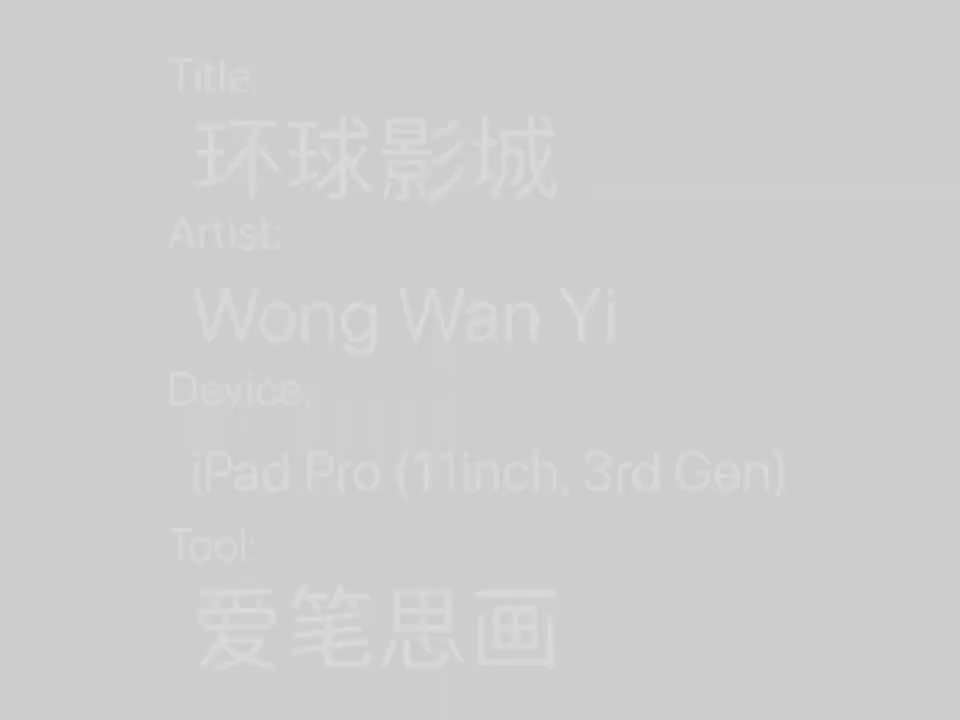 Title:
环球影城
Artist:
Wong Wan Yi
Device:
iPad Pro (11inch, 3rd Gen)
Tool:
爱笔思画